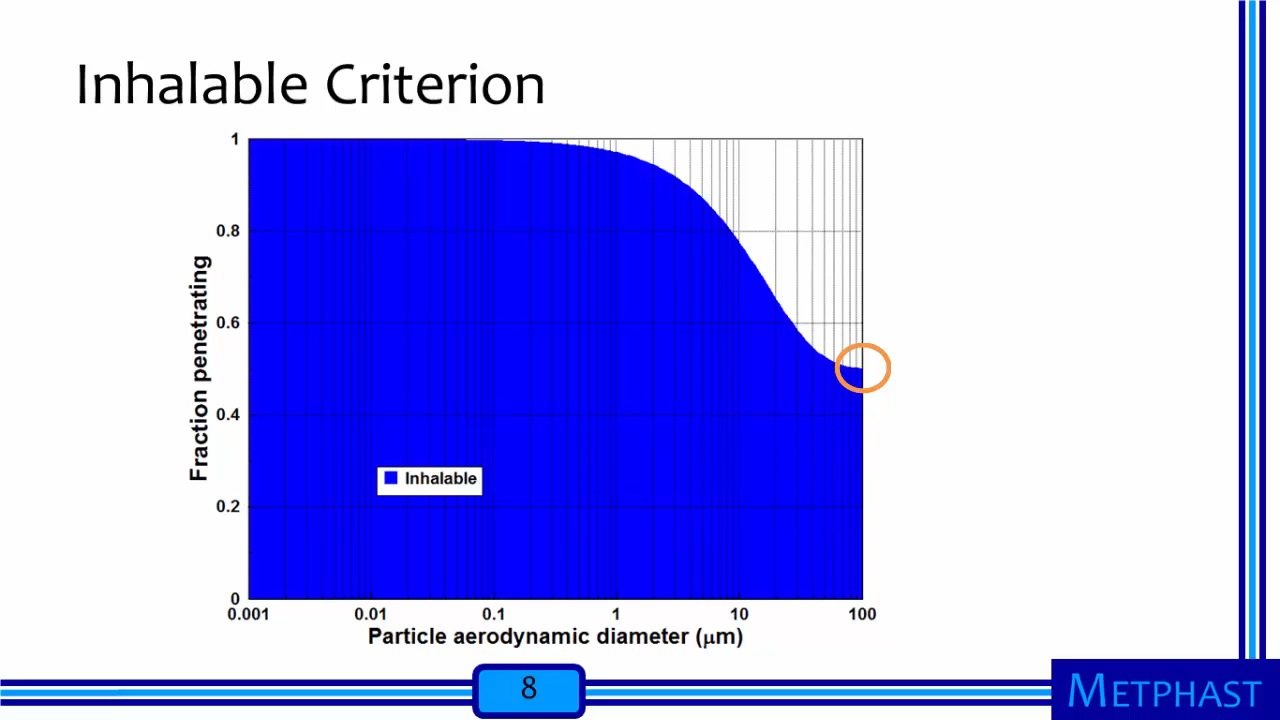 Inhalable Criterion
1
0.8
0.6
0.4
0.2
0
Fraction penetrating
Inhalable
0.001 0.01 0.1 1 10 100
Particle aerodynamic diameter (μm)
8
METPHAST